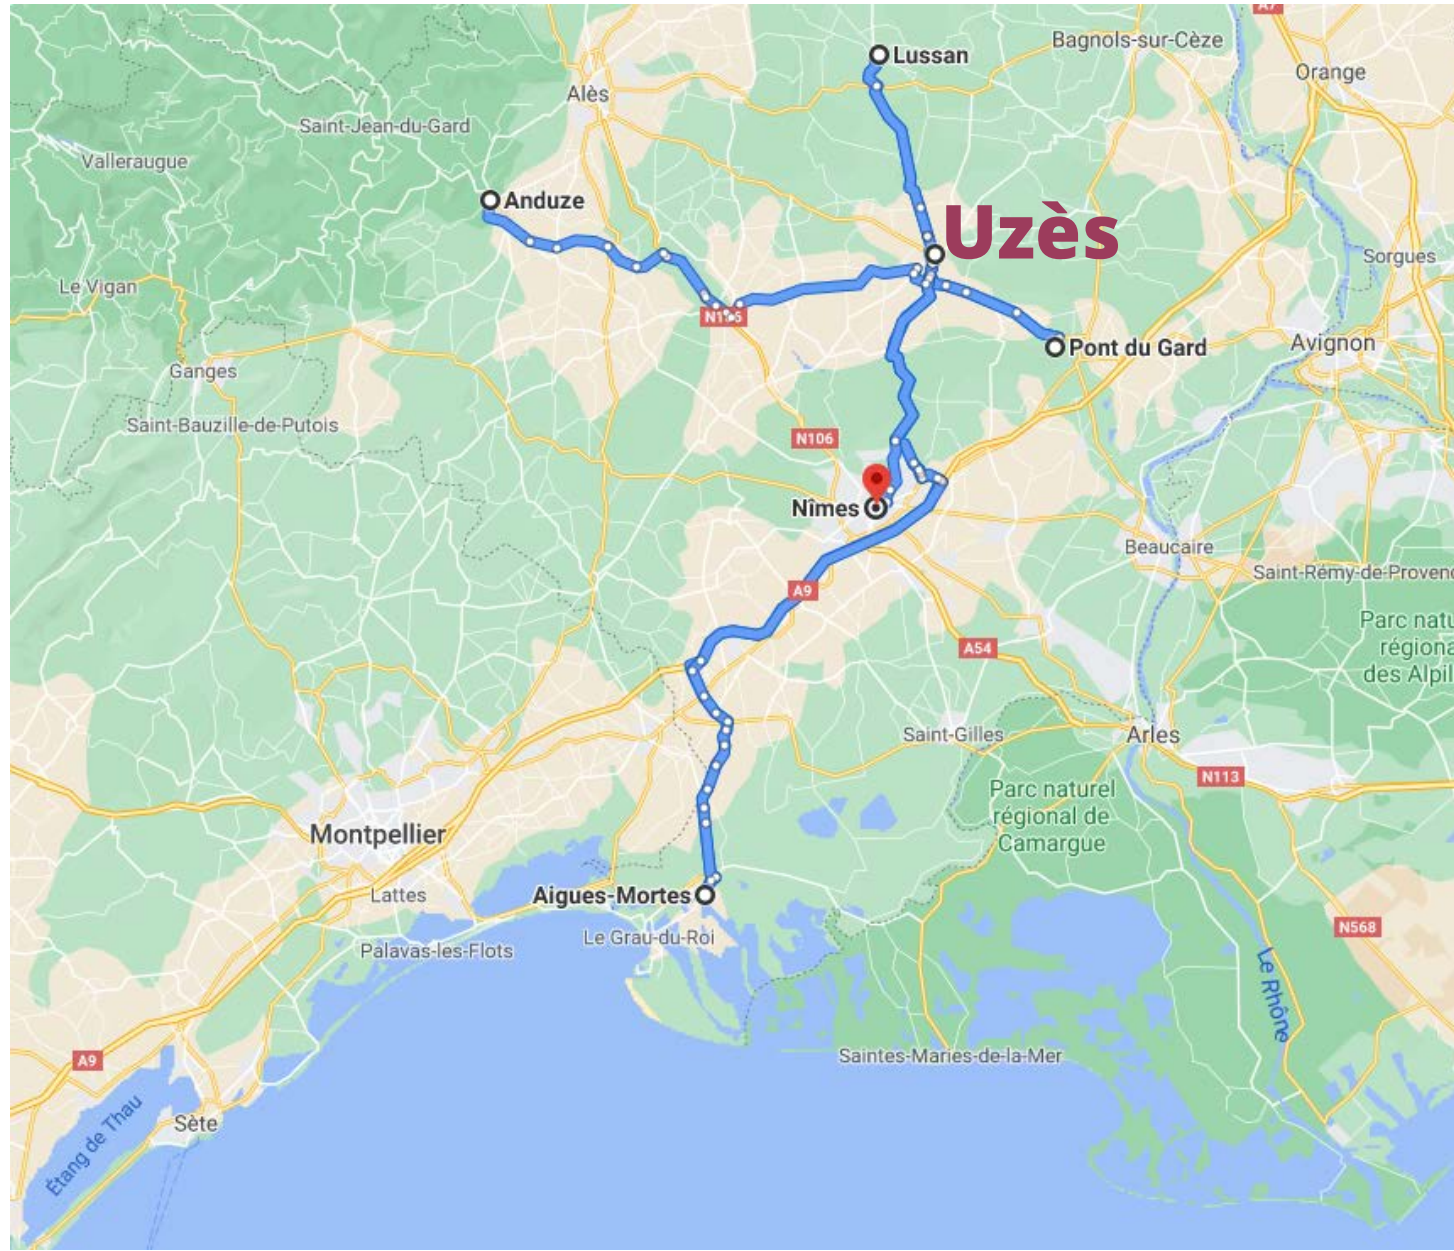 A7
Lussan
Bagnols-sur-Cèze
Orange
Alès
Saint-Jean-du-Gard
Valleraugue
Anduze
Uzès
Sorgues
Le Vigan
Avignon
Pont du Gard
Ganges
Saint-Bauzille-de-Putois
N106
Nîmes
Beaucaire
Saint-Rémy-de-Provenc
A9
Parc natu
régiona
des Alpil
A54
Saint-Gilles
Arles
N113
Parc naturel
régional de
Camargue
Montpellier
Lattes
Aigues-Mortes
Le Grau-du-Roi
Palavas-les-Flots
N568
Le Rhône
Saintes-Maries-de-la-Mer
A9
Sète
Étang de Thau